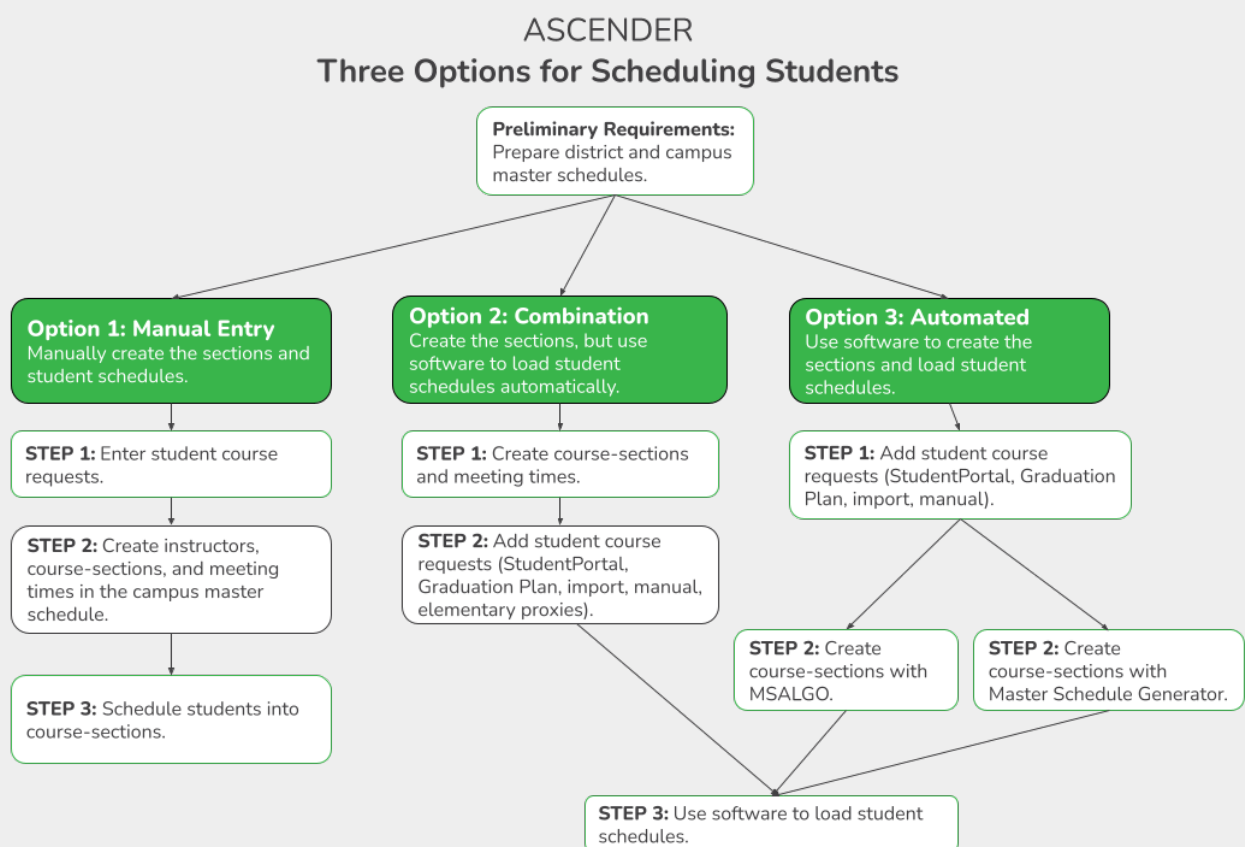 ASCENDER
Three Options for Scheduling Students
Preliminary Requirements:
Prepare district and campus
master schedules.
Option 1: Manual Entry
Manually create the sections and
student schedules.
Option 2: Combination
Create the sections, but use
software to load student
schedules automatically.
Option 3: Automated
Use software to create the
sections and load student
schedules.
STEP 1: Enter student course
requests.
STEP 1: Create course-sections
and meeting times.
STEP 1: Add student course
requests (StudentPortal, Graduation
Plan, import, manual).
STEP 2: Create instructors,
course-sections, and meeting
times in the campus master
schedule.
STEP 2: Add student course
requests (StudentPortal,
Graduation Plan, import, manual,
elementary proxies).
STEP 2: Create
course-sections with
MSALGO.
STEP 2: Create
course-sections with
Master Schedule Generator.
STEP 3: Schedule students into
course-sections.
STEP 3: Use software to load student
schedules.